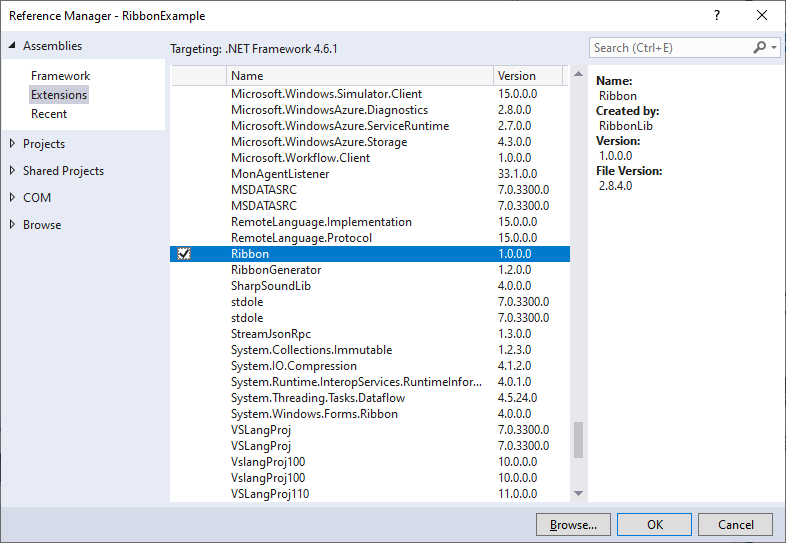 Reference Manager - RibbonExample
Assemblies
Framework
Extensions
Recent
Projects
Shared Projects
COM
Browse
Targeting: .NET Framework 4.6.1
Search (Ctrl+E)
Name Version
Microsoft.Windows.Simulator.Client 15.0.0.0
Microsoft.WindowsAzure.Diagnostics 2.8.0.0
Microsoft.WindowsAzure.ServiceRuntime 2.7.0.0
Microsoft.WindowsAzure.Storage 4.3.0.0
Microsoft.Workflow.Client 1.0.0.0
MonAgentListener 33.1.0.0
MSDATASRC 7.0.3300.0
MSDATASRC 7.0.3300.0
RemoteLanguage.Implementation 15.0.0.0
RemoteLanguage.Protocol 15.0.0.0
Ribbon 1.0.0.0
RibbonGenerator 1.2.0.0
SharpSoundLib 4.0.0.0
stdole 7.0.3300.0
stdole 7.0.3300.0
StreamJsonRpc 1.3.0.0
System.Collections.Immutable 1.2.3.0
System.IO.Compression 4.1.2.0
System.Runtime.InteropServices.RuntimeInfor... 4.0.1.0
System.Threading.Tasks.Dataflow 4.5.24.0
System.Windows.Forms.Ribbon 4.0.0.0
VSLangProj 7.0.3300.0
VSLangProj 7.0.3300.0
VslangProj100 10.0.0.0
VslangProj100 10.0.0.0
VSLangProj110 11.0.0.0
Name:
Ribbon
Created by:
RibbonLib
Version:
1.0.0.0
File Version:
2.8.4.0
Browse...
OK
Cancel